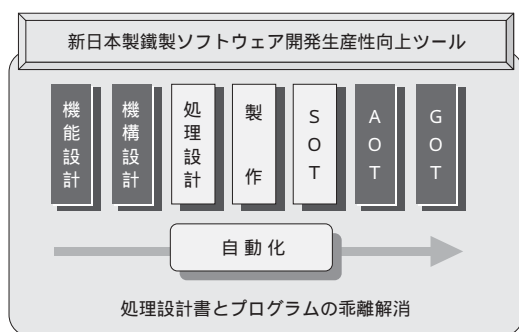 新日本製鐵製ソフトウェア開発生産性向上ツール
機能設計
機構設計
処理設計
製作
SOT
AOT
GOT
自動化
処理設計書とプログラムの乖離解消